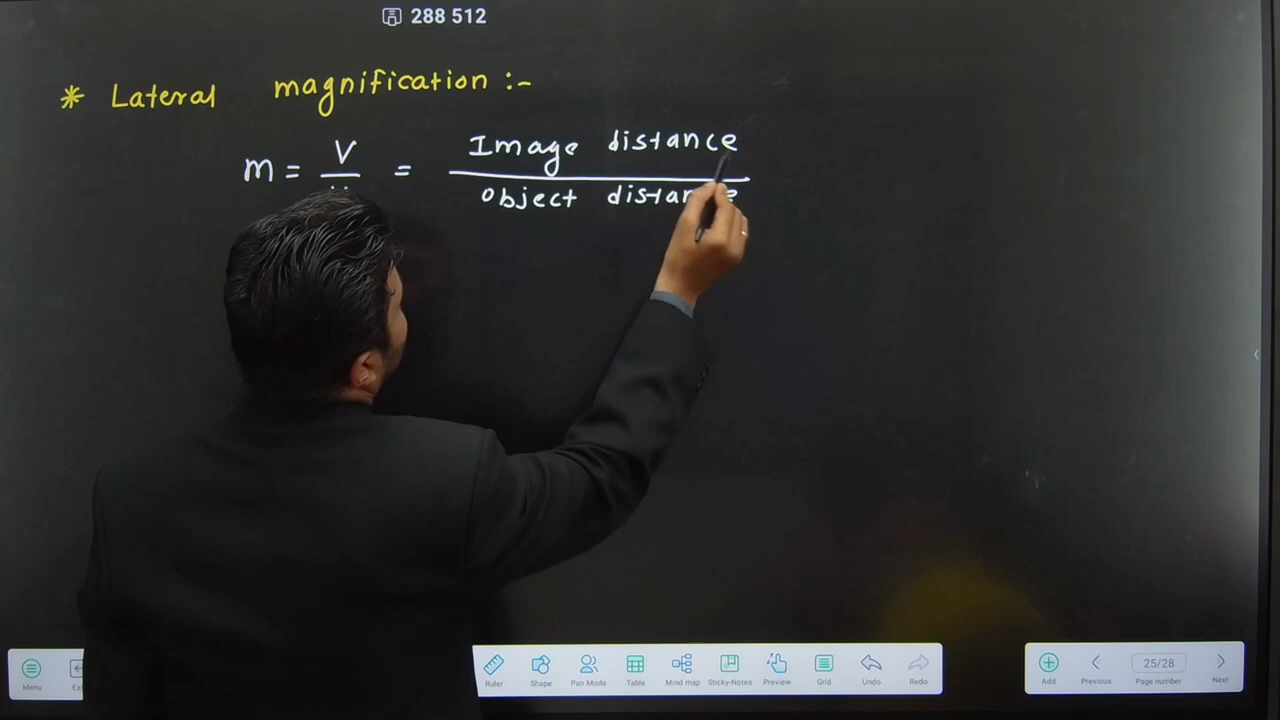 288 512
* Lateral magnification :-
m = V = Image distance
object distance
Menu
Ruler Shape Pair Mode Table Mind map Sticky-Notes Preview Grid Undo Redo
Add Previous 25/28 Page number Next